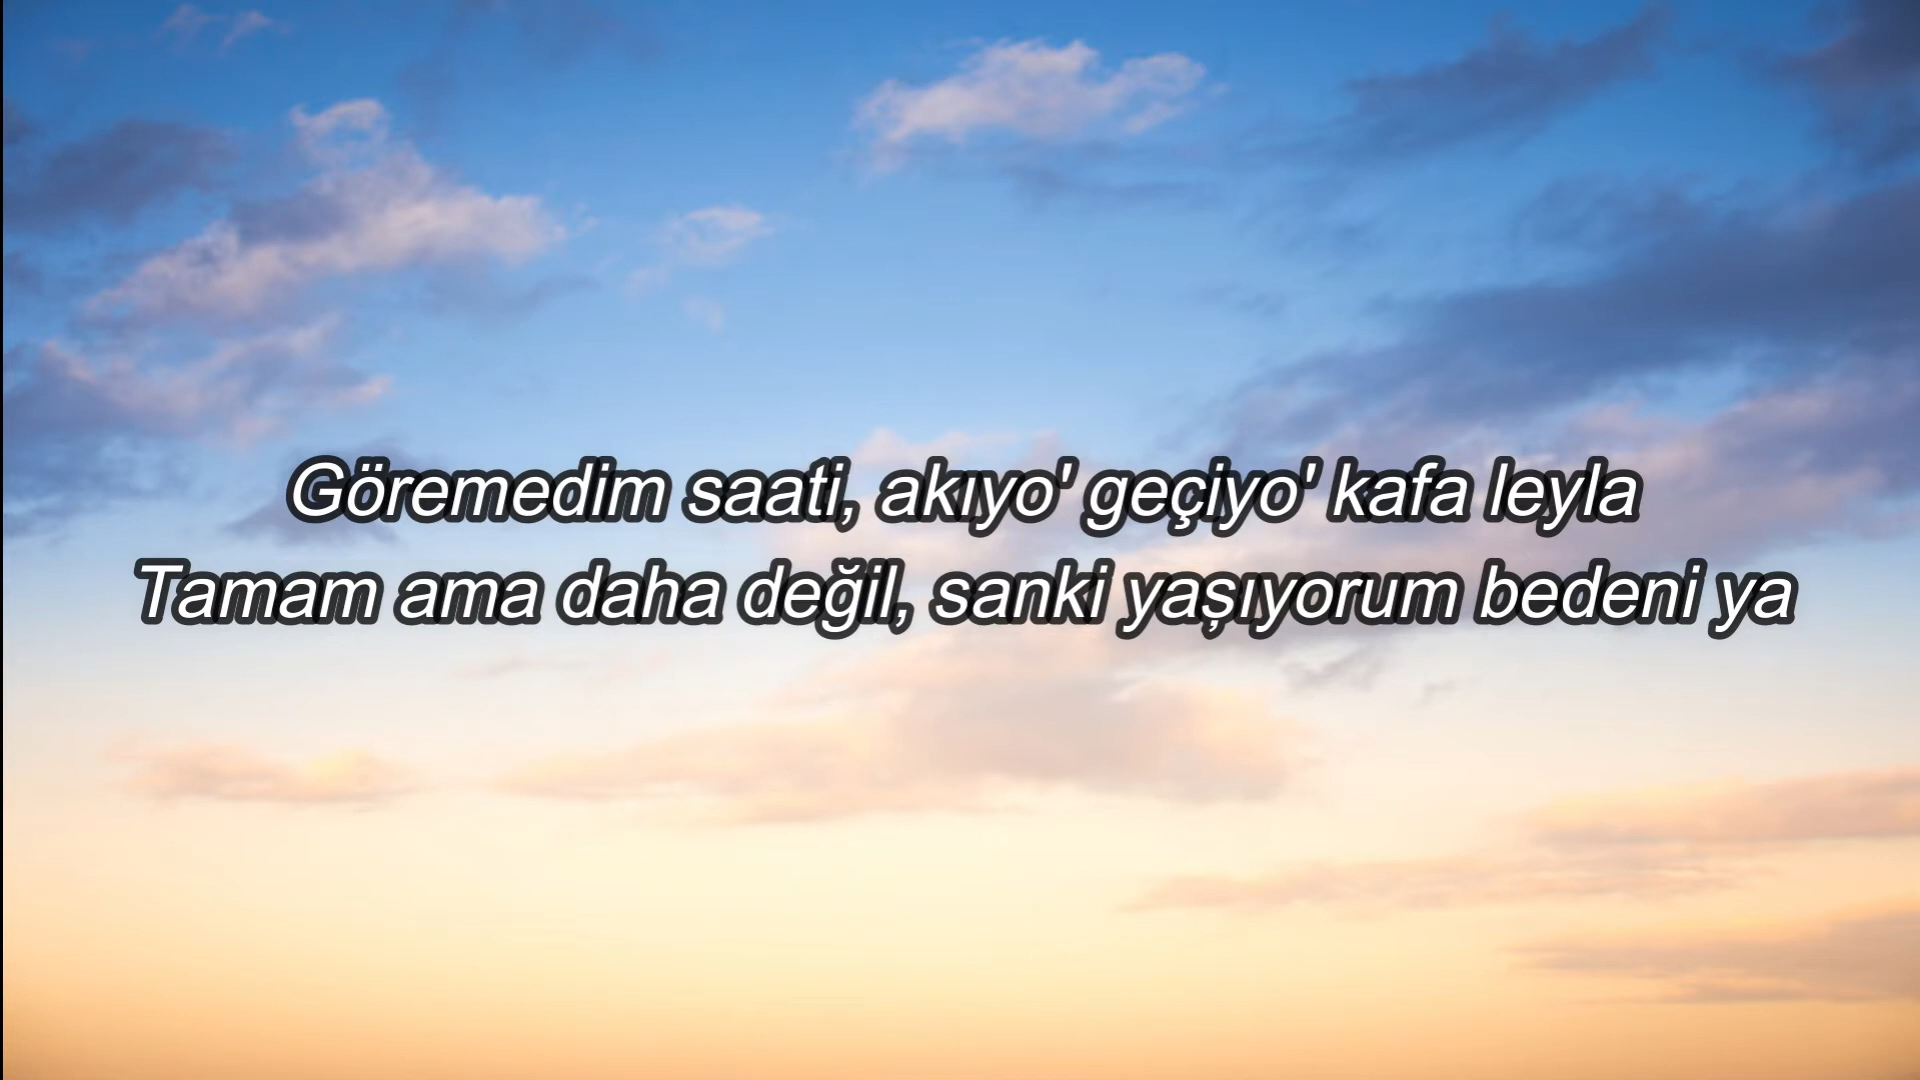 Göremedim saati, akıyo' geçiyo' kafa leyla
Tamam ama daha değil, sanki yaşıyorum bedeni ya